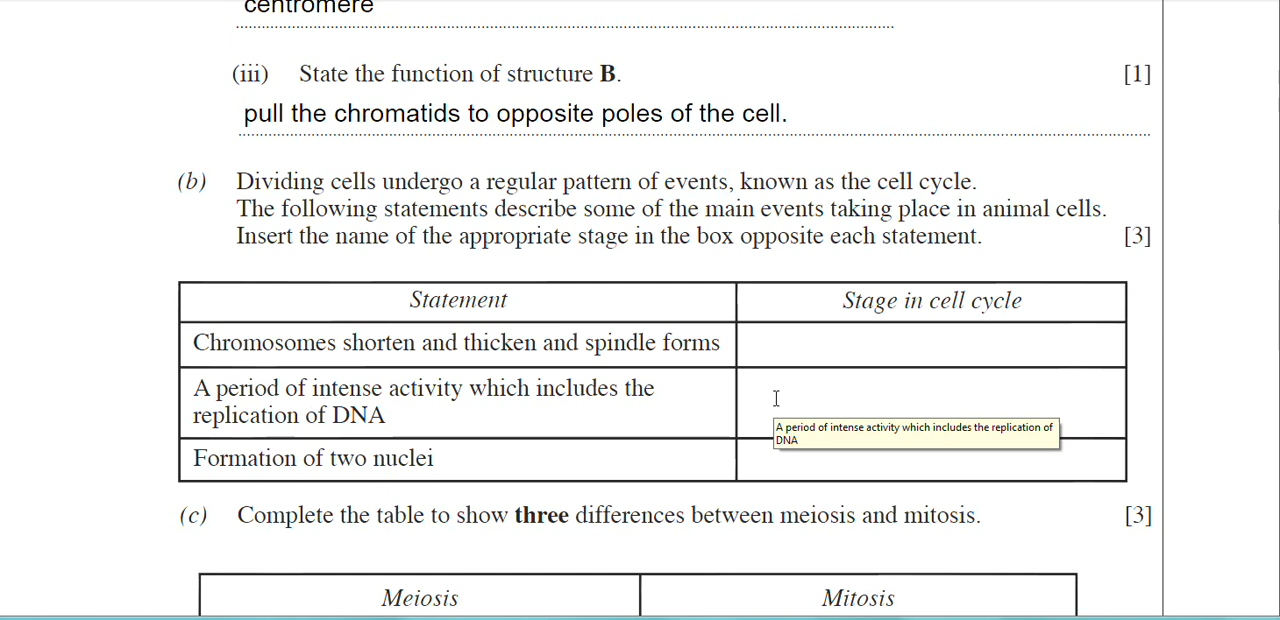 centromere
(iii) State the function of structure B. [1]
pull the chromatids to opposite poles of the cell.
(b) Dividing cells undergo a regular pattern of events, known as the cell cycle.
The following statements describe some of the main events taking place in animal cells.
Insert the name of the appropriate stage in the box opposite each statement. [3]
Statement Stage in cell cycle
Chromosomes shorten and thicken and spindle forms
A period of intense activity which includes the
replication of DNA
A period of intense activity which includes the replication of
DNA
Formation of two nuclei
(c) Complete the table to show three differences between meiosis and mitosis. [3]
Meiosis Mitosis